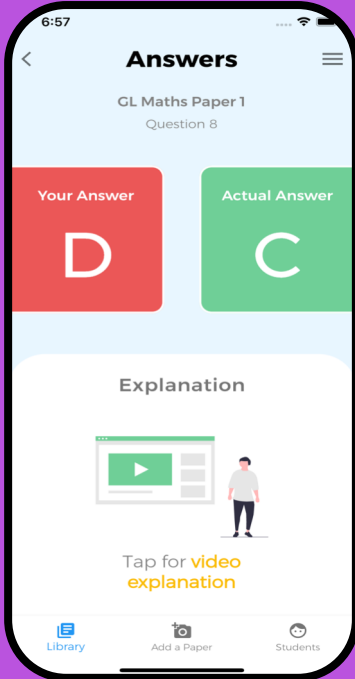 6:57
Answers
GL Maths Paper 1
Question 8
Your Answer
Actual Answer
D
C
Explanation
Tap for video
explanation
Library
Add a Paper
Students